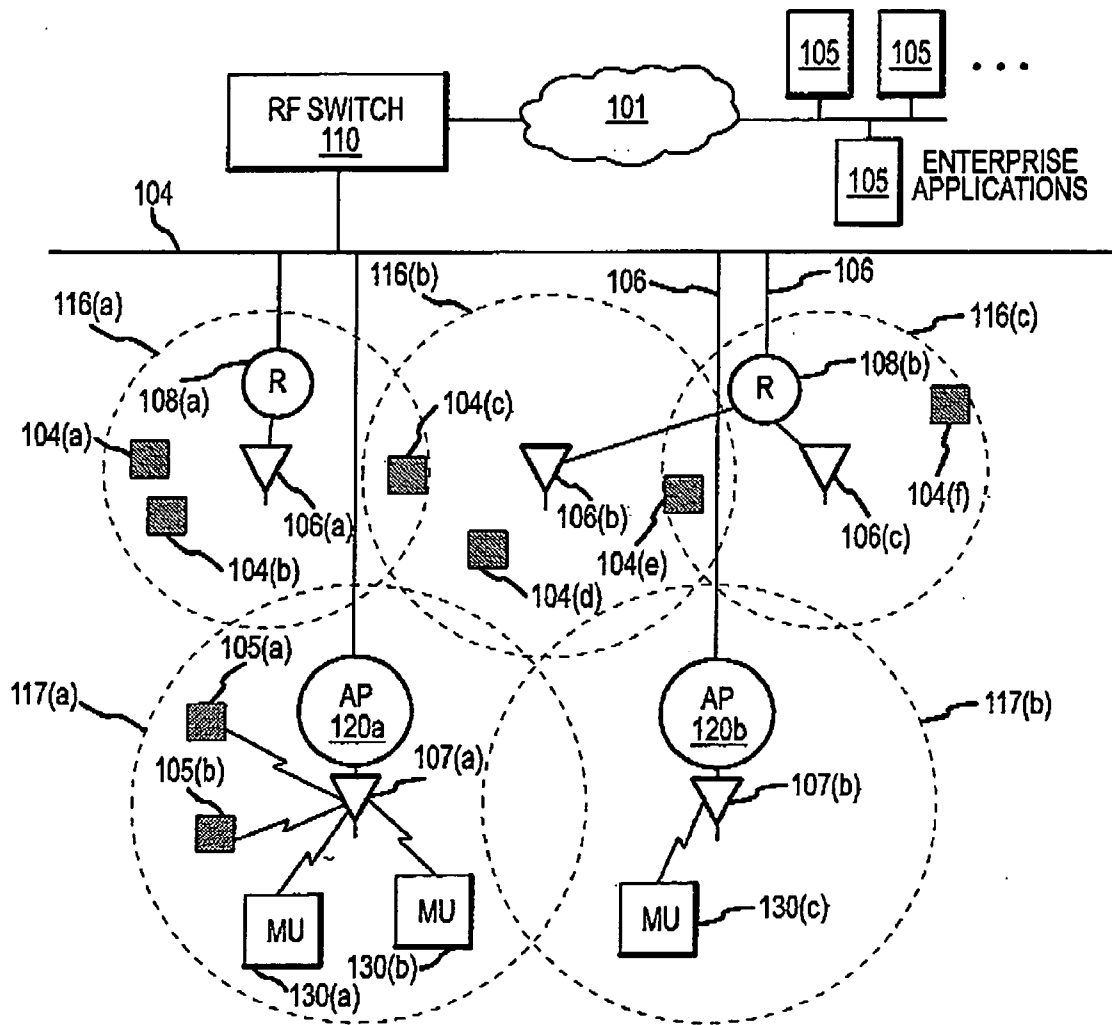 105
105
• • •
RF SWITCH
110
101
105
ENTERPRISE
APPLICATIONS
104
116(a)
116(b)
106
106
116(c)
R
108(a)
R
108(b)
104(a)
104(c)
104(b)
106(a)
106(b)
104(e)
104(d)
106(c)
104(f)
105(a)
117(a)
AP
120a
AP
120b
117(b)
105(b)
107(a)
107(b)
MU
MU
MU
130(c)
130(b)
130(a)